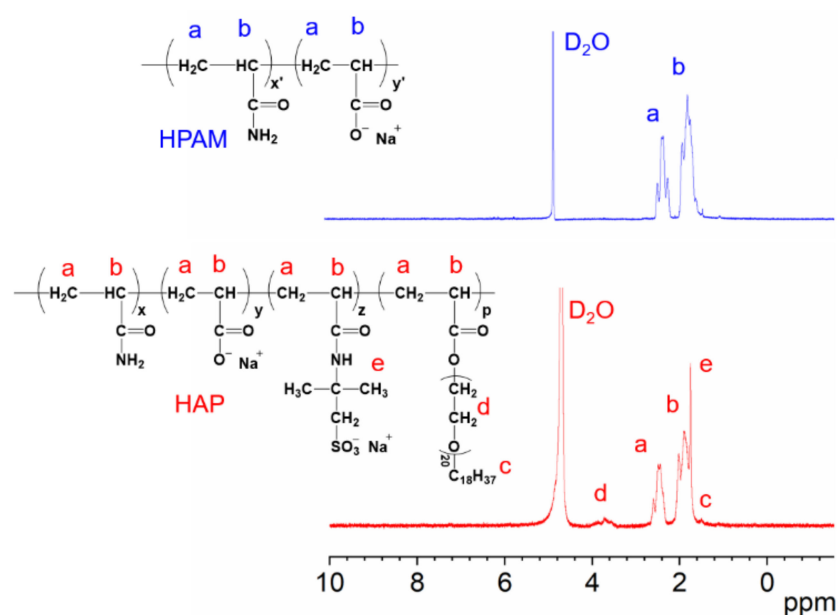 a b a b
H₂C HC H₂C CH
x' y'
C=O C=O
NH₂ O⁻ Na⁺
HPAM
D₂O
a
b
a b a b a b a b
H₂C HC H₂C CH CH₂ CH CH₂ CH
x y z p
C=O C=O C=O C=O
NH₂ O⁻ Na⁺ NH O
e
H₃C C CH₃ CH₂
d
CH₂ CH₂
SO₃⁻ Na⁺ O
20
C₁₈H₃₇ c
HAP
D₂O
e
b
a
d
c
10 8 6 4 2 0
ppm